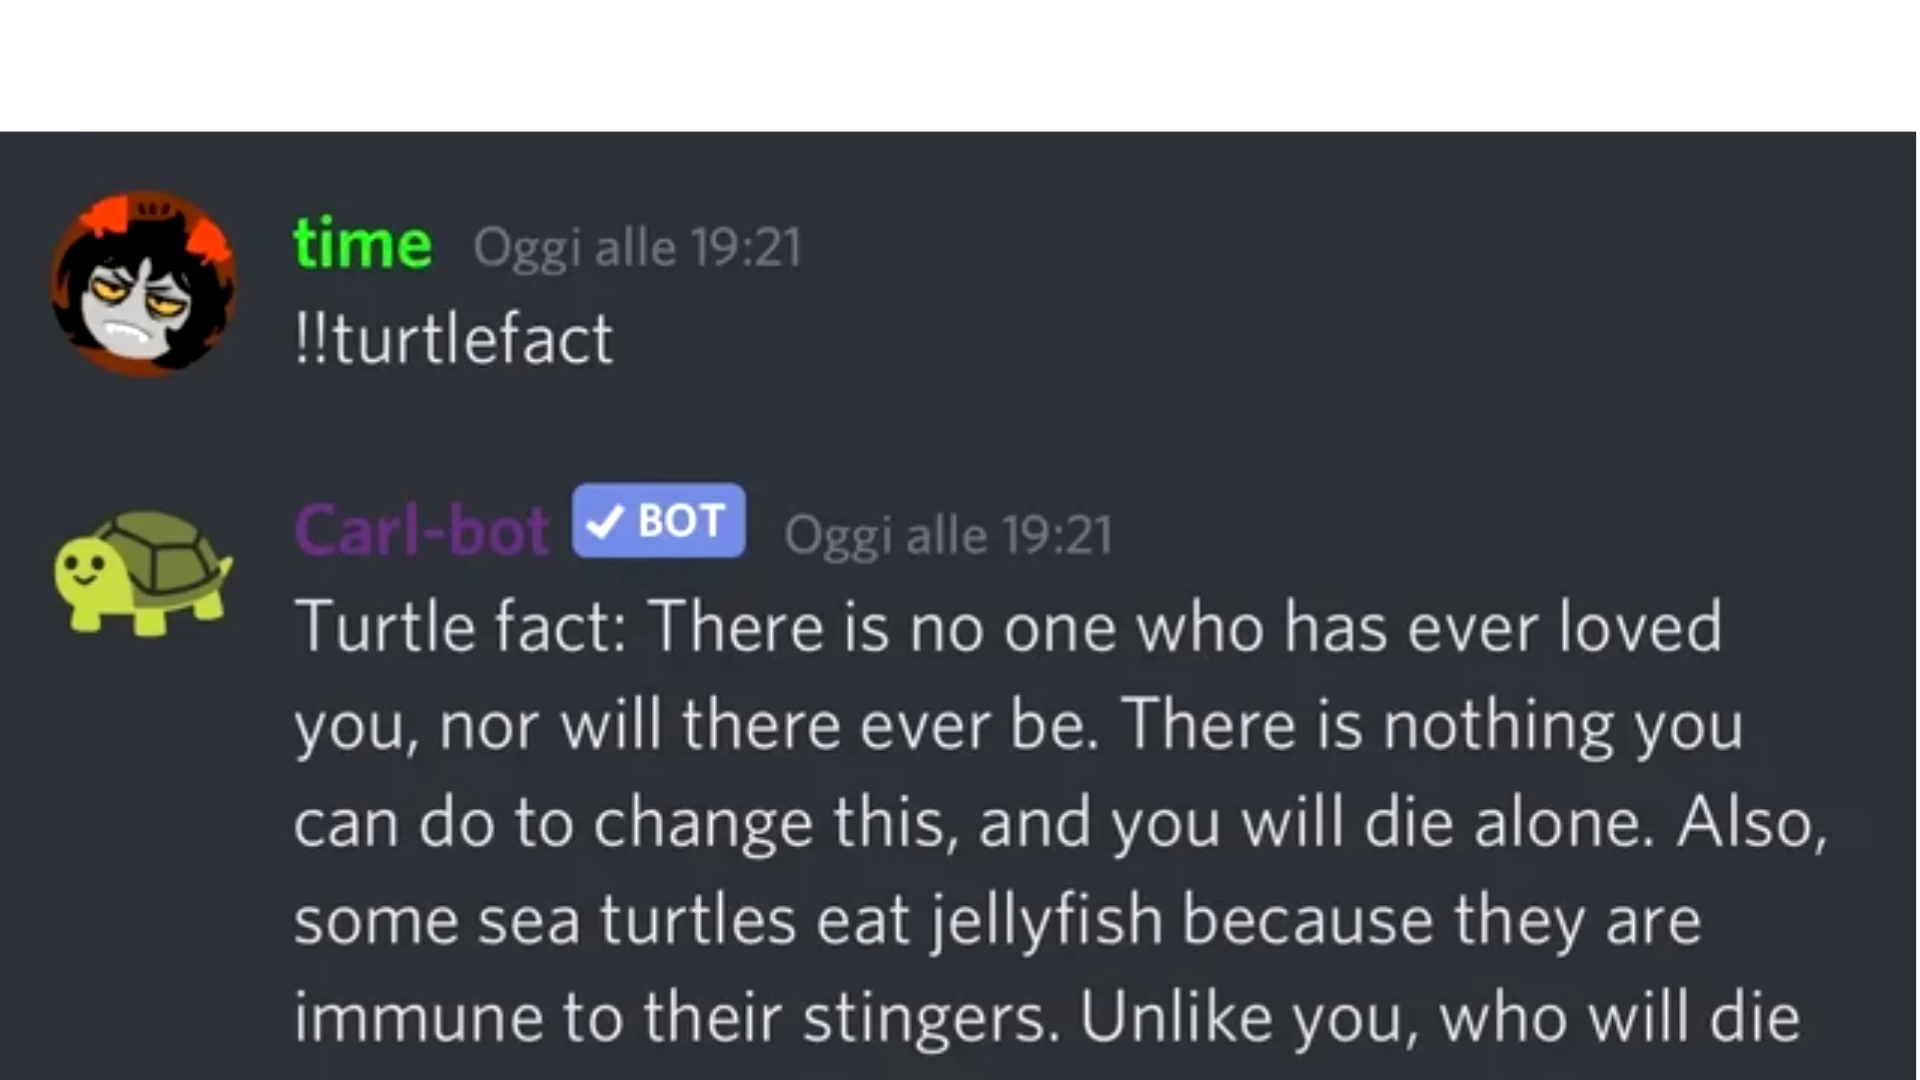 time Oggi alle 19:21
!!turtlefact
Carl-bot BOT Oggi alle 19:21
Turtle fact: There is no one who has ever loved
you, nor will there ever be. There is nothing you
can do to change this, and you will die alone. Also,
some sea turtles eat jellyfish because they are
immune to their stingers. Unlike you, who will die